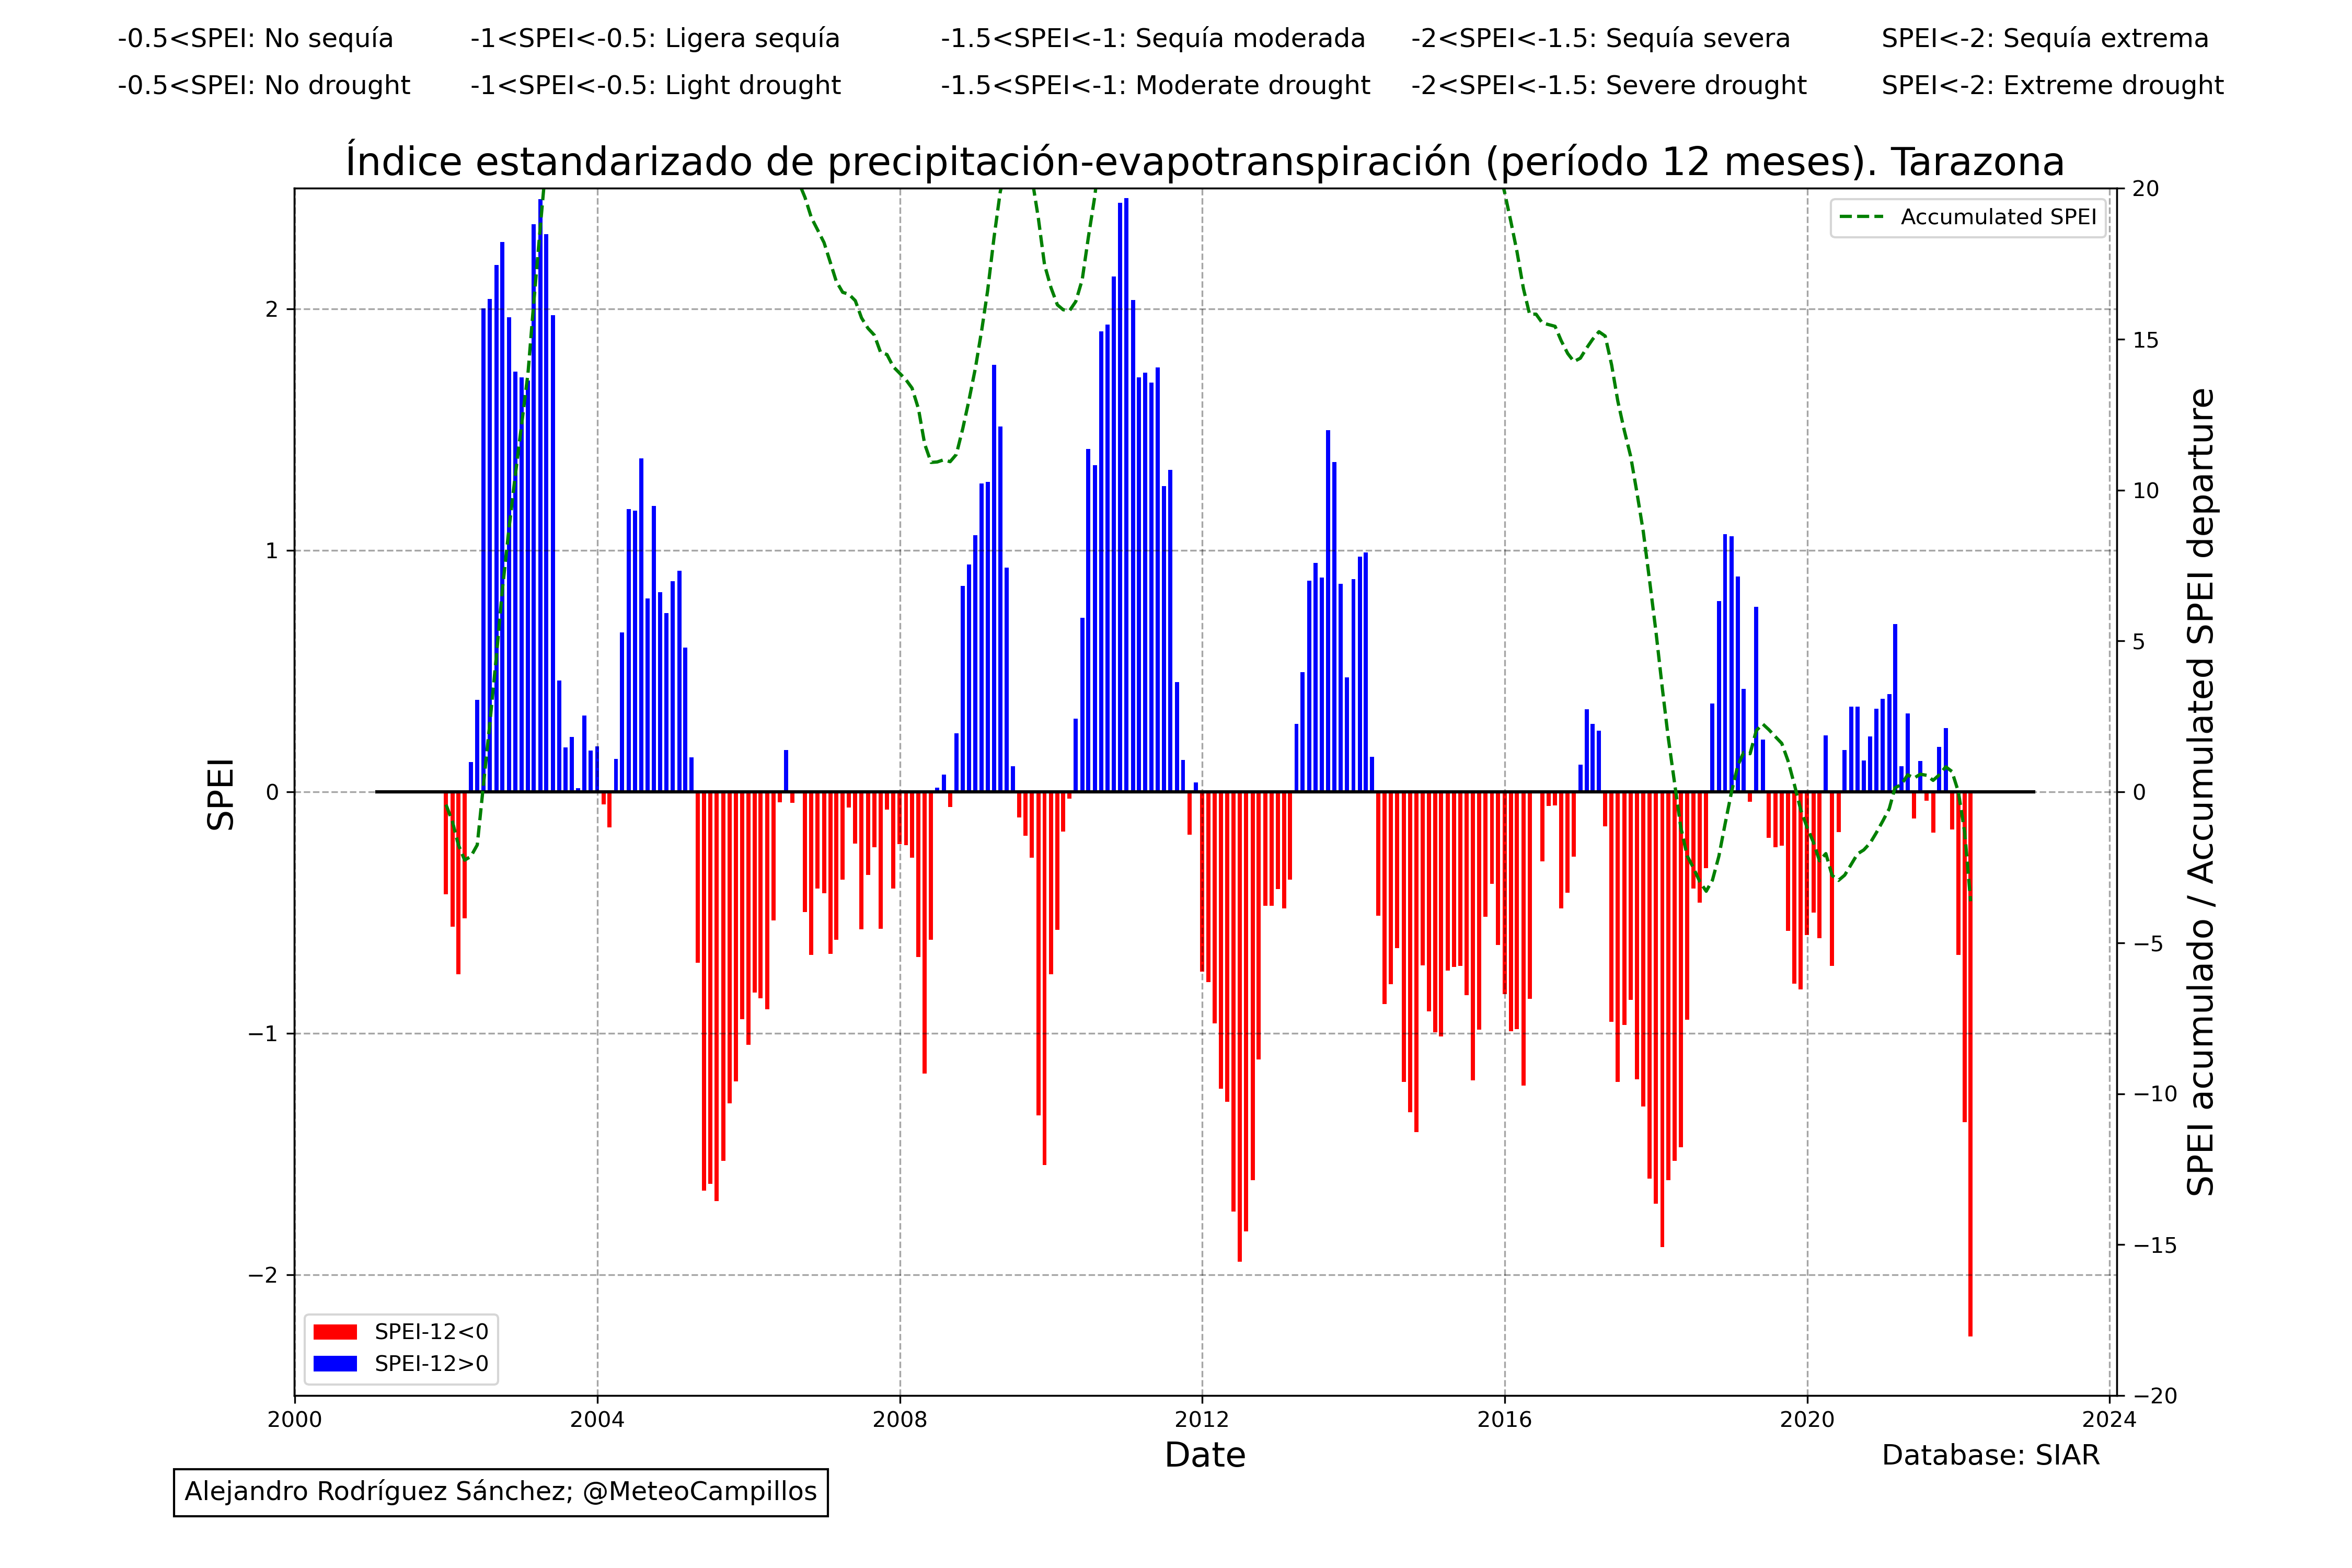 -0.5<SPEI: No sequía -1<SPEI<-0.5: Ligera sequía -1.5<SPEI<-1: Sequía moderada -2<SPEI<-1.5: Sequía severa SPEI<-2: Sequía extrema
-0.5<SPEI: No drought -1<SPEI<-0.5: Light drought -1.5<SPEI<-1: Moderate drought -2<SPEI<-1.5: Severe drought SPEI<-2: Extreme drought
Índice estandarizado de precipitación-evapotranspiración (período 12 meses). Tarazona
Accumulated SPEI
SPEI
2
1
0
−1
−2
20
15
10
5
0
−5
−10
−15
−20
SPEI acumulado / Accumulated SPEI departure
SPEI-12<0
SPEI-12>0
2000 2004 2008 2012 2016 2020 2024
Date
Database: SIAR
Alejandro Rodríguez Sánchez; @MeteoCampillos